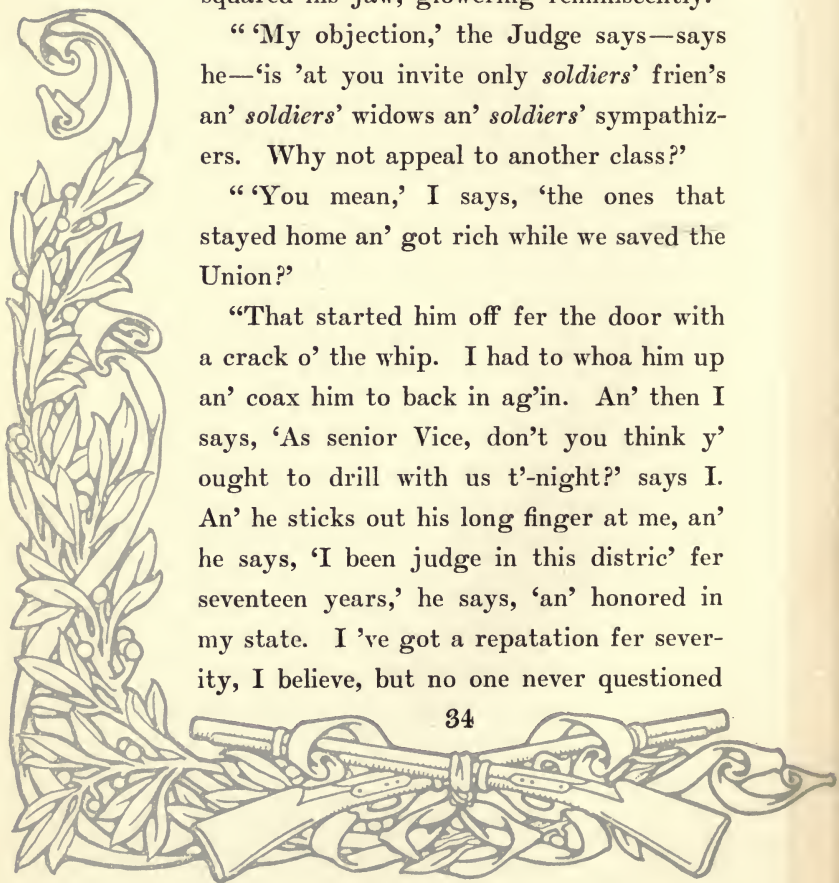 squared his jaw, glowering reminiscently.
“ ‘My objection,’ the Judge says—says
he—‘is ’at you invite only soldiers’ frien’s
an’ soldiers’ widows an’ soldiers’ sympathiz-
ers. Why not appeal to another class?’
“ ‘You mean,’ I says, ‘the ones that
stayed home an’ got rich while we saved the
Union?’
“That started him off fer the door with
a crack o’ the whip. I had to whoa him up
an’ coax him to back in ag’in. An’ then I
says, ‘As senior Vice, don’t you think y’
ought to drill with us t’-night?’ says I.
An’ he sticks out his long finger at me, an’
he says, ‘I been judge in this distric’ fer
seventeen years,’ he says, ‘an’ honored in
my state. I ’ve got a repatation fer sever-
ity, I believe, but no one never questioned
34